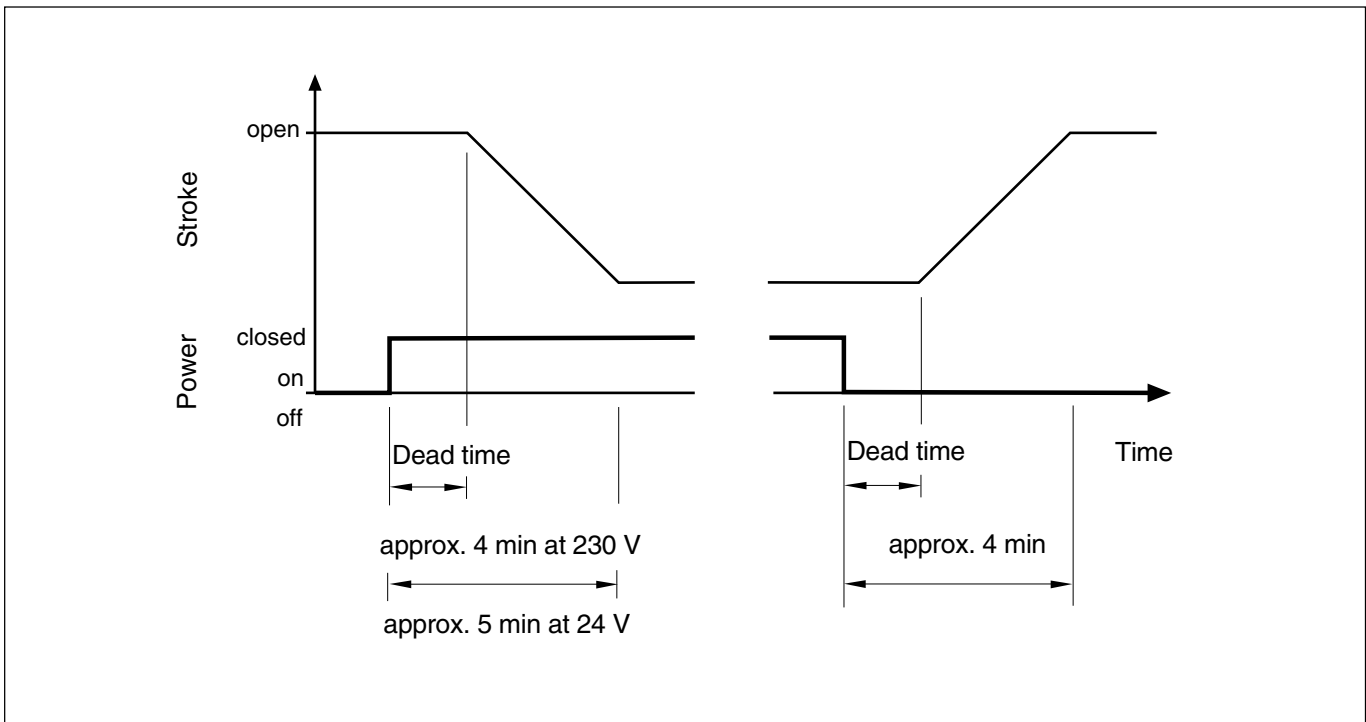 open
Stroke
closed
Power
on
off
Dead time
Dead time
Time
approx. 4 min at 230 V
approx. 4 min
approx. 5 min at 24 V